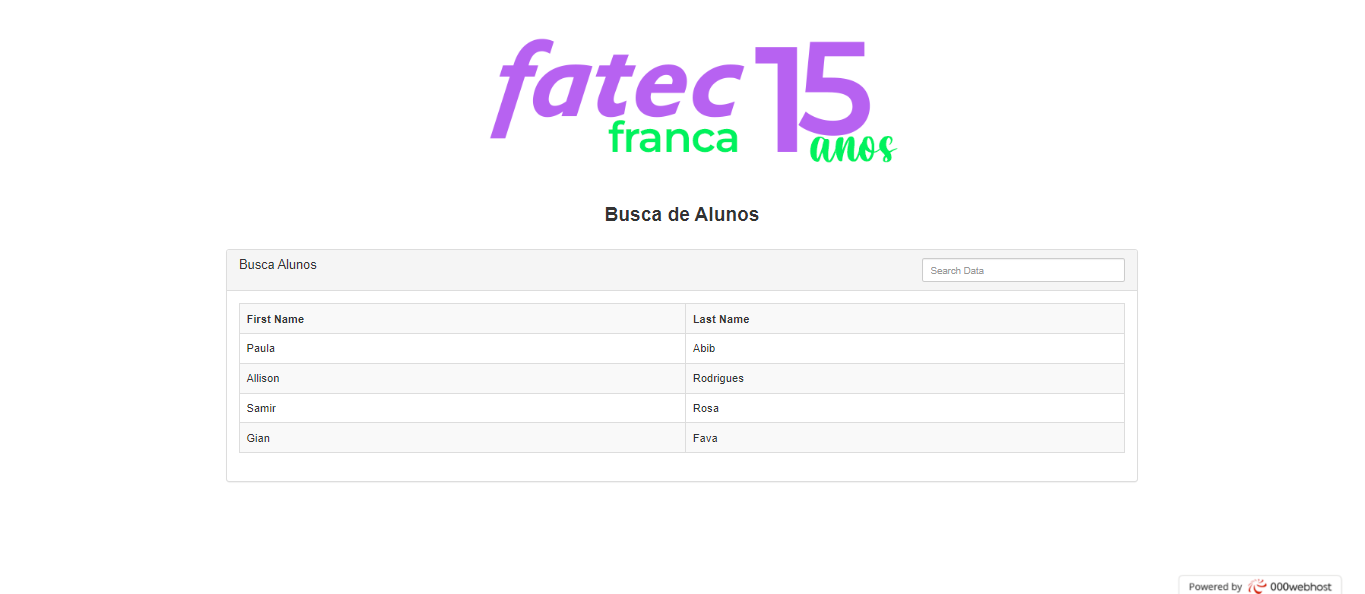 fatec 15
franca anos
Busca de Alunos
Busca Alunos Search Data
First Name Last Name
Paula Abib
Allison Rodrigues
Samir Rosa
Gian Fava
Powered by 000webhost